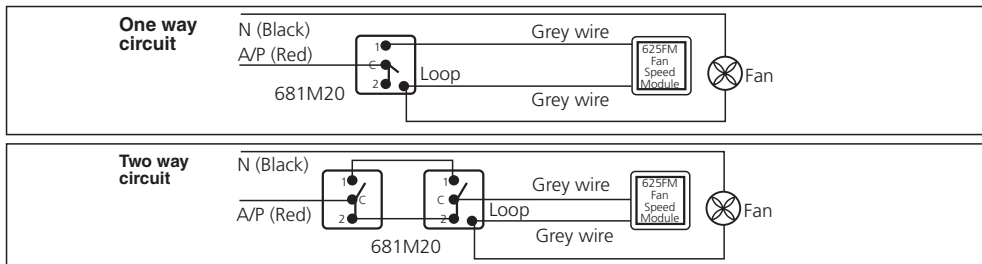 One way
circuit
N (Black)
A/P (Red)
1
C
2
681M20
Loop
Grey wire
Grey wire
625FM
Fan
Speed
Module
Fan
Two way
circuit
N (Black)
A/P (Red)
1
C
2
1
C
2
681M20
Loop
Grey wire
Grey wire
625FM
Fan
Speed
Module
Fan